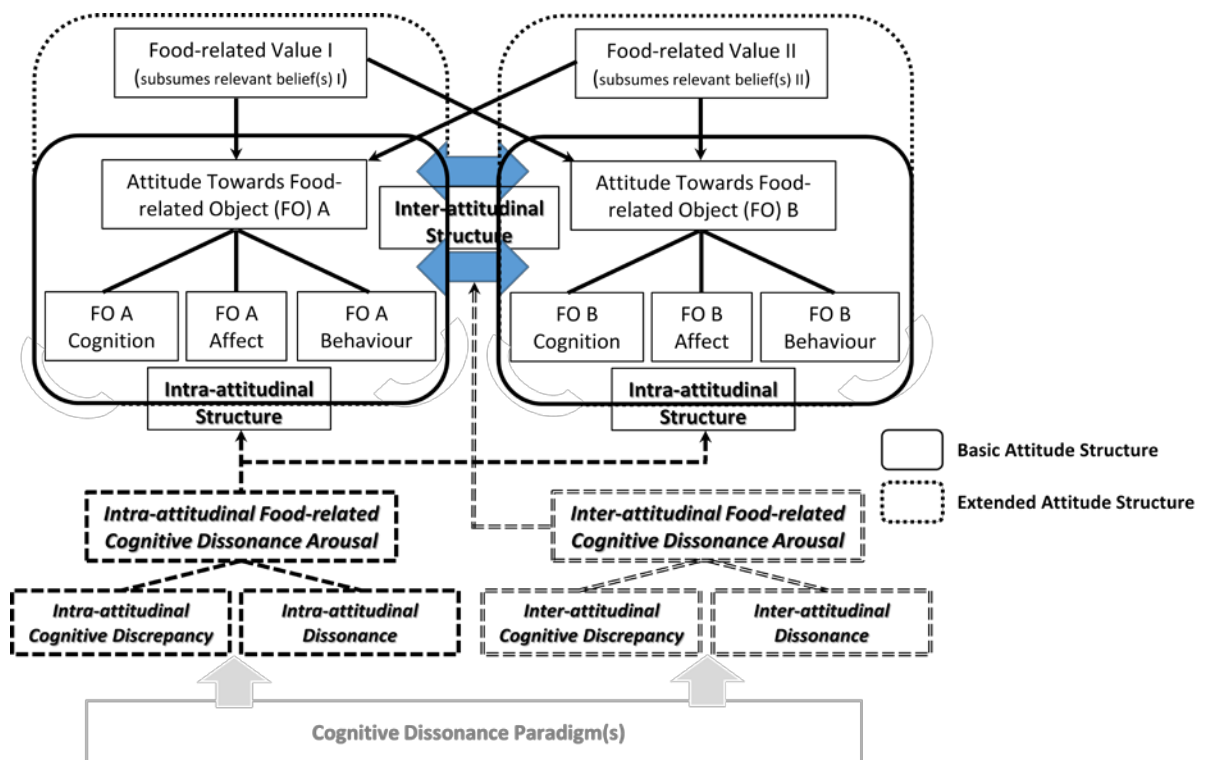 Food-related Value I
(subsumes relevant belief(s) I)
Food-related Value II
(subsumes relevant belief(s) II)
Attitude Towards Food-
related Object (FO) A
Inter-attitudinal
Structure
Attitude Towards Food-
related Object (FO) B
FO A
Cognition
FO A
Affect
FO A
Behaviour
FO B
Cognition
FO B
Affect
FO B
Behaviour
Intra-attitudinal
Structure
Intra-attitudinal
Structure
Basic Attitude Structure
Extended Attitude Structure
Intra-attitudinal Food-related
Cognitive Dissonance Arousal
Inter-attitudinal Food-related
Cognitive Dissonance Arousal
Intra-attitudinal
Cognitive Discrepancy
Intra-attitudinal
Dissonance
Inter-attitudinal
Cognitive Discrepancy
Inter-attitudinal
Dissonance
Cognitive Dissonance Paradigm(s)